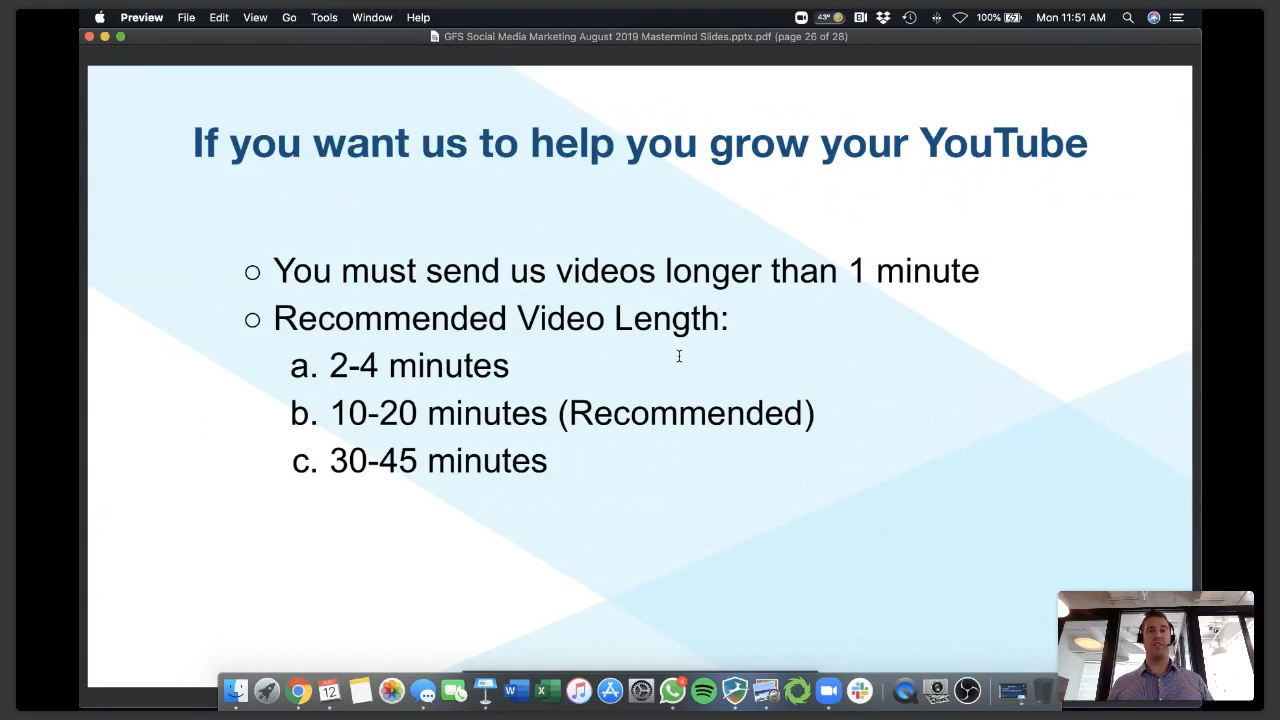 Preview File Edit View Go Tools Window Help 43° 100% Mon 11:51 AM
GFS Social Media Marketing August 2019 Mastermind Slides.pptx.pdf (page 26 of 28)
If you want us to help you grow your YouTube
○ You must send us videos longer than 1 minute
○ Recommended Video Length:
a. 2-4 minutes
b. 10-20 minutes (Recommended)
c. 30-45 minutes
12